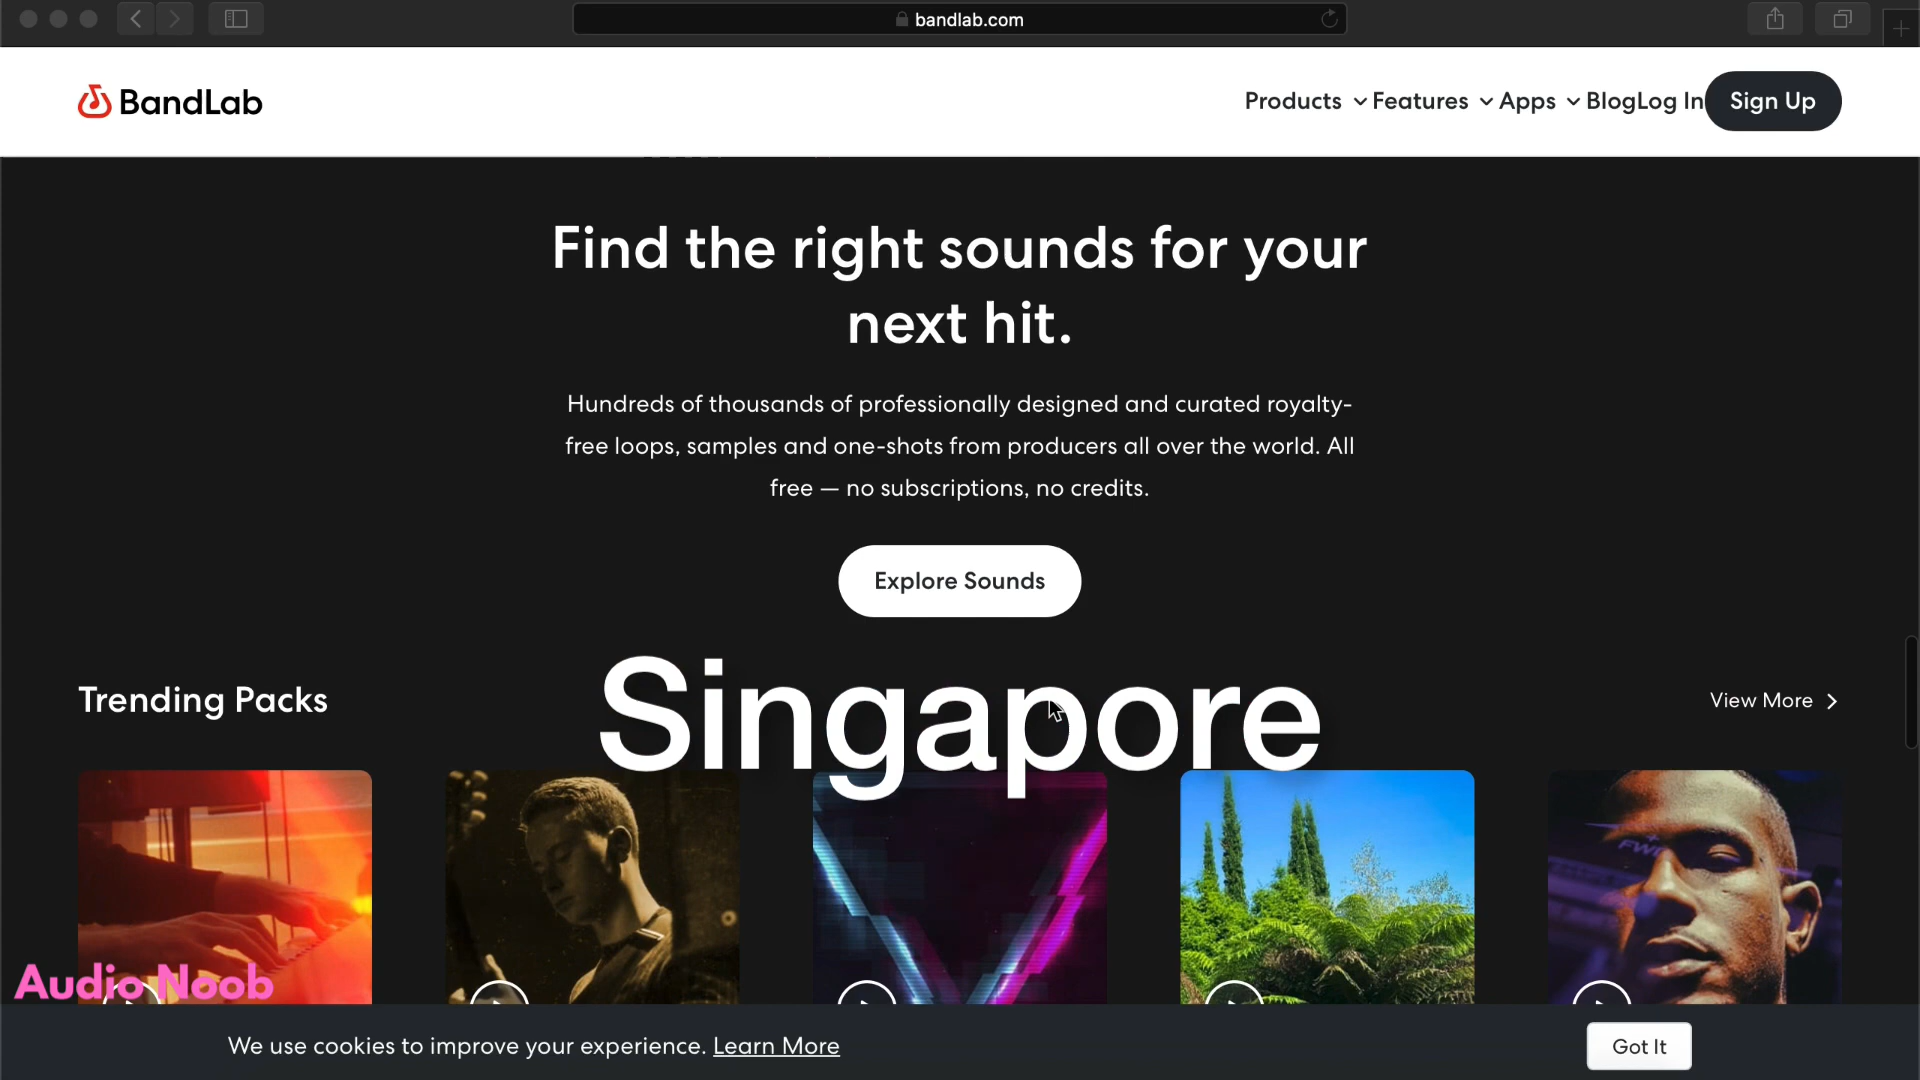 bandlab.com
BandLab
Products Features Apps Blog Log In Sign Up
Find the right sounds for your
next hit.
Hundreds of thousands of professionally designed and curated royalty-
free loops, samples and one-shots from producers all over the world. All
free — no subscriptions, no credits.
Explore Sounds
Singapore
Trending Packs
View More
Audio Noob
We use cookies to improve your experience. Learn More
Got It